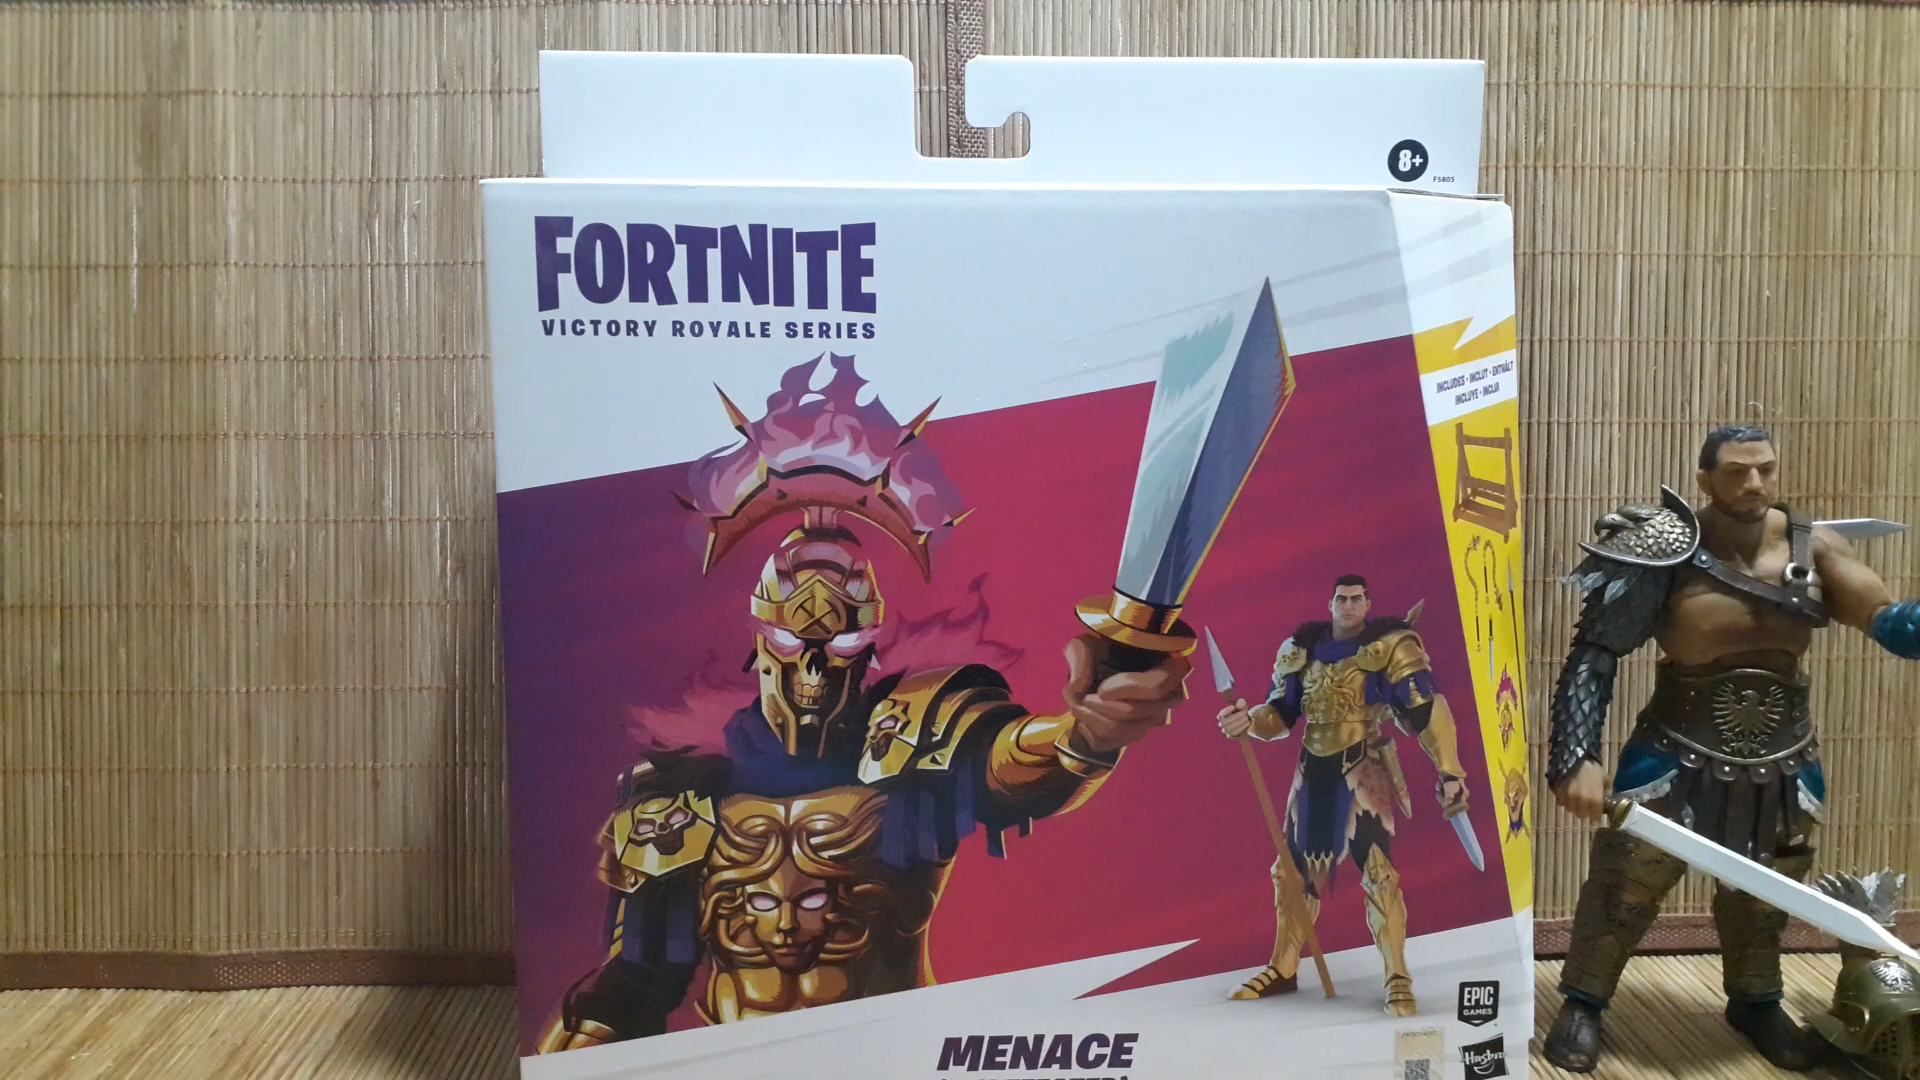 8+
F5805
FORTNITE
VICTORY ROYALE SERIES
INCLUDES • INCLUT • ENTHÄLT
INCLUYE • INCLUI
EPIC
GAMES
MENACE
Hasbro